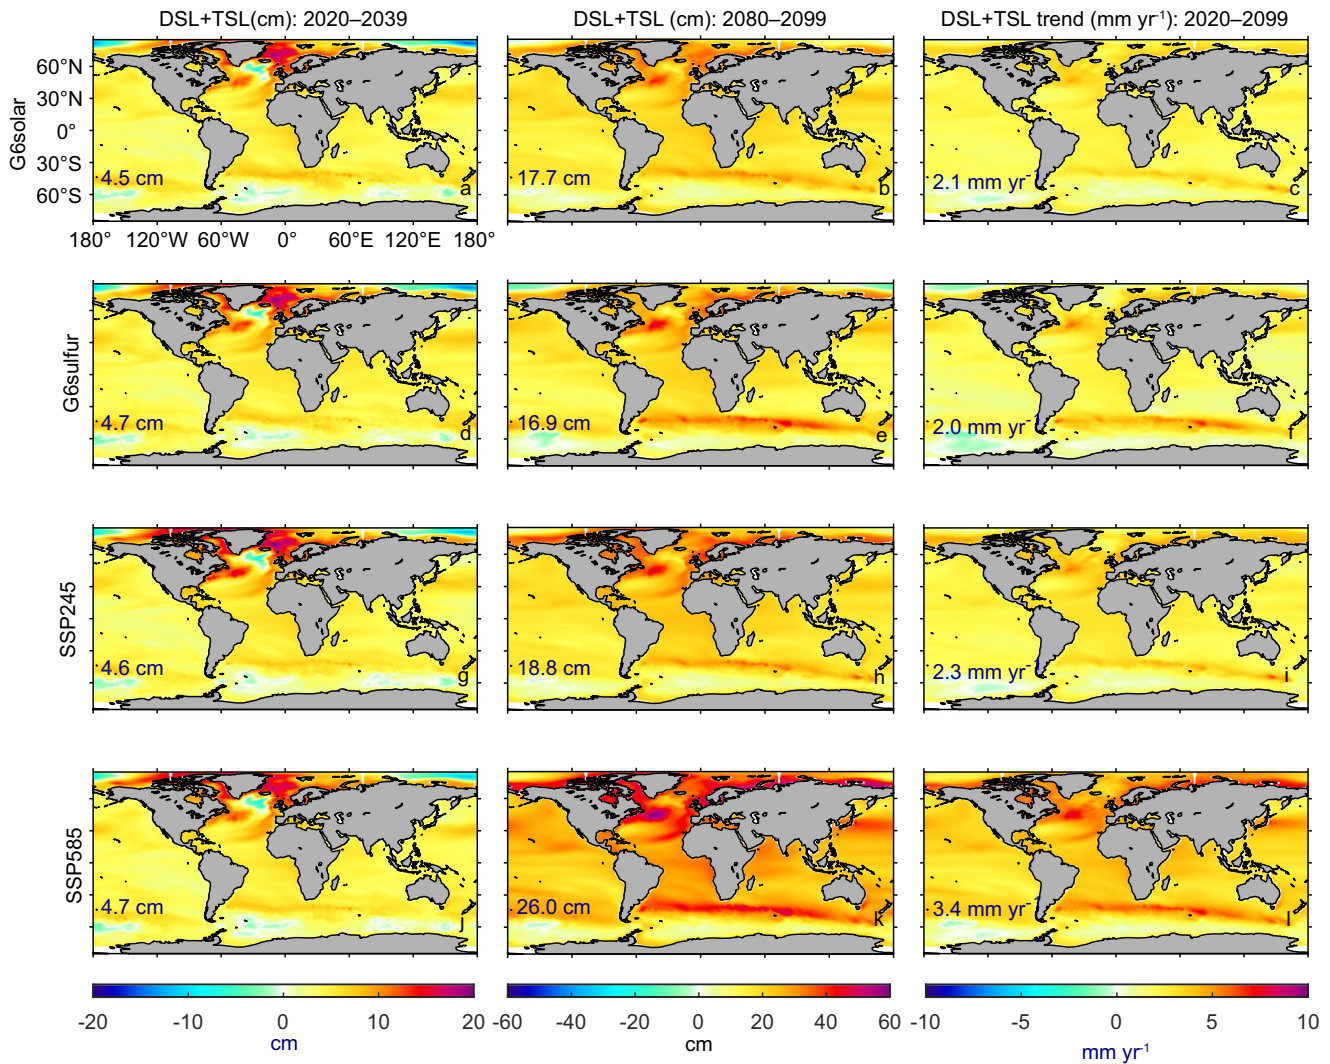 DSL+TSL(cm): 2020–2039
DSL+TSL (cm): 2080–2099
DSL+TSL trend (mm yr-1): 2020–2099
G6solar
60°N
30°N
0°
30°S
60°S
4.5 cm
a
17.7 cm
b
2.1 mm yr-
c
180°
120°W
60°W
0°
60°E
120°E
180°
G6sulfur
4.7 cm
d
16.9 cm
e
2.0 mm yr-
SSP245
4.6 cm
g
18.8 cm
h
2.3 mm yr-
i
SSP585
4.7 cm
j
26.0 cm
k
3.4 mm yr-
l
-20
-10
0
10
20
cm
-60
-40
-20
0
20
40
60
cm
-10
-5
0
5
10
mm yr-1